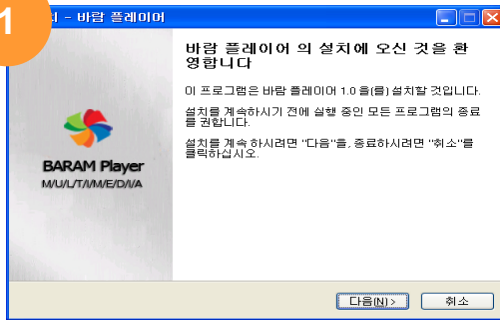 1
치 - 바람 플레이어
바람 플레이어 의 설치에 오신 것을 환
영합니다
이 프로그램은 바람 플레이어 1.0 을(를) 설치할 것입니다.
설치를 계속하시기 전에 실행 중인 모든 프로그램의 종료
를 권합니다.
설치를 계속 하시려면 "다음"을, 종료하시려면 "취소"를
클릭하십시오.
BARAM Player
M/U/L/T/I/M/E/D/I/A
다음(N) >
취소